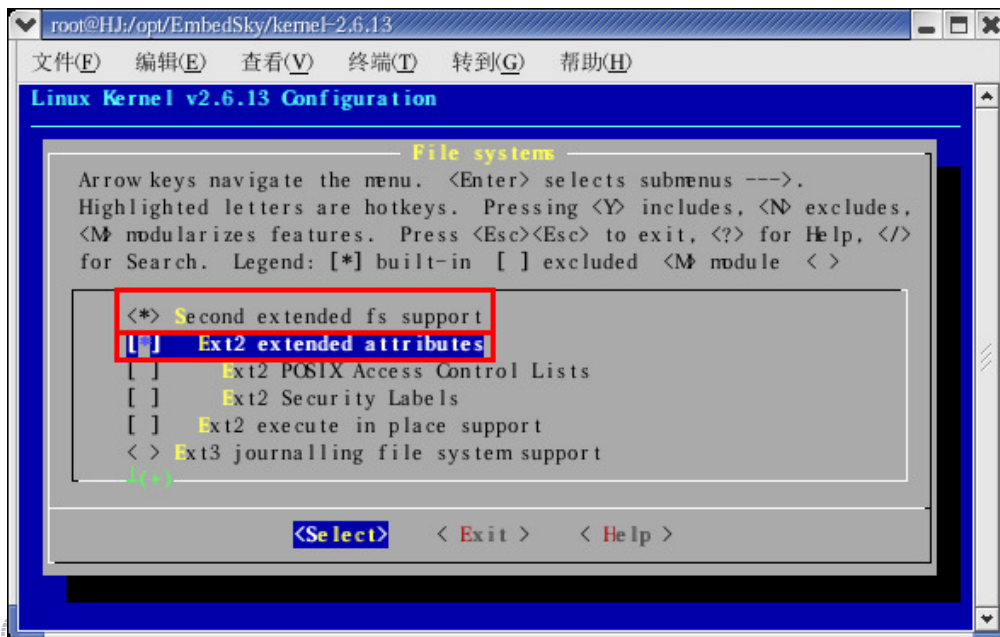 root@HJ:/opt/EmbedSky/kernel-2.6.13
文件(F) 编辑(E) 查看(V) 终端(T) 转到(G) 帮助(H)
Linux Kernel v2.6.13 Configuration
File systems
Arrow keys navigate the menu. <Enter> selects submenus --->.
Highlighted letters are hotkeys. Pressing <Y> includes, <N> excludes,
<M> modularizes features. Press <Esc><Esc> to exit, <?> for Help, </>
for Search. Legend: [*] built-in [ ] excluded <M> module < >
<*> Second extended fs support
[*] Ext2 extended attributes
[ ] Ext2 POSIX Access Control Lists
[ ] Ext2 Security Labels
[ ] Ext2 execute in place support
< > Ext3 journalling file system support
┴(+)
<Select> < Exit > < Help >